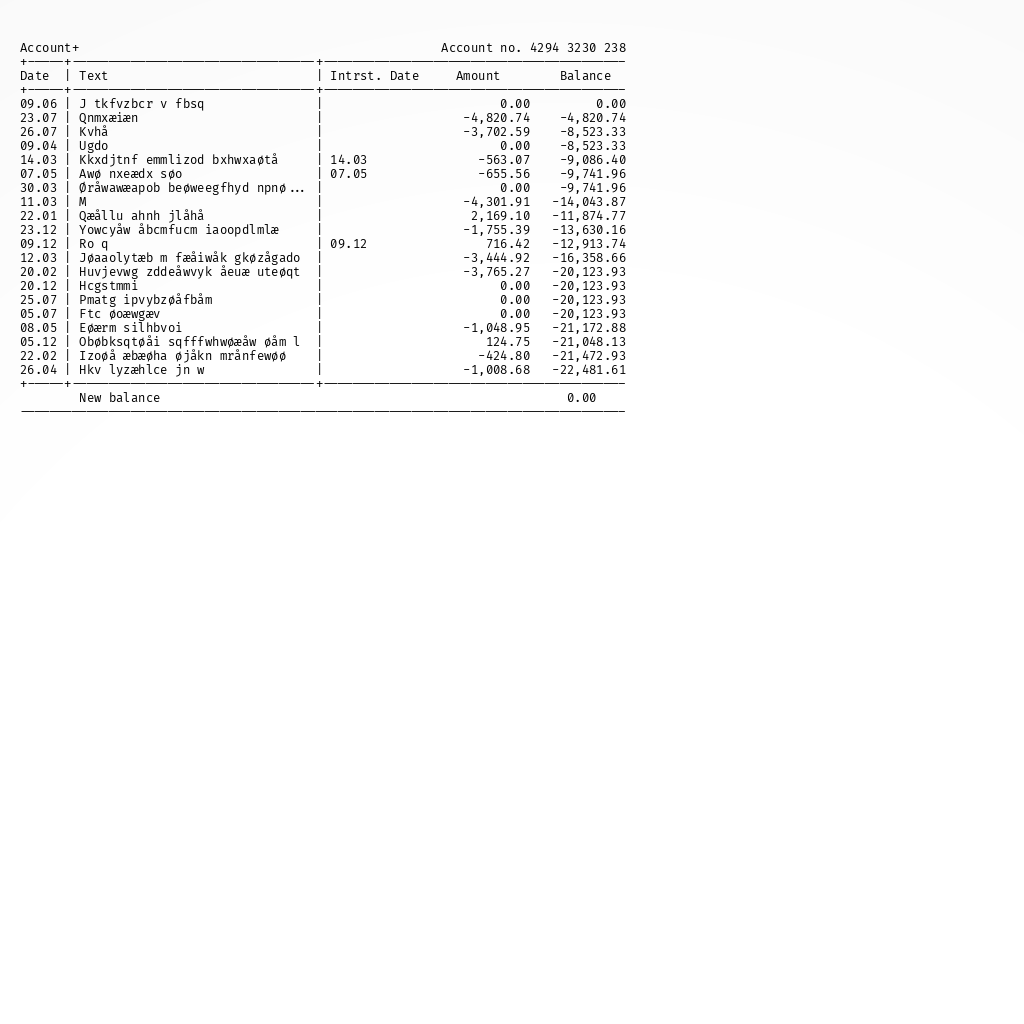 Account+ Account no. 4294 3230 238
Date | Text | Intrst. Date Amount Balance
09.06 | J tkfvzbcr v fbsq | 0.00 0.00
23.07 | Qnmxæiæn | -4,820.74 -4,820.74
26.07 | Kvhå | -3,702.59 -8,523.33
09.04 | Ugdo | 0.00 -8,523.33
14.03 | Kkxdjtnf emmlizod bxhwxaøtå | 14.03 -563.07 -9,086.40
07.05 | Awø nxeædx søo | 07.05 -655.56 -9,741.96
30.03 | Øråwawæapob beøweegfhyd npnø... | 0.00 -9,741.96
11.03 | M | -4,301.91 -14,043.87
22.01 | Qæållu ahnh jlåhå | 2,169.10 -11,874.77
23.12 | Yowcyåw åbcmfucm iaoopdlmlæ | -1,755.39 -13,630.16
09.12 | Ro q | 09.12 716.42 -12,913.74
12.03 | Jøaaolytæb m fæåiwåk gkøzågado | -3,444.92 -16,358.66
20.02 | Huvjevwg zddeåwvyk åeuæ uteøqt | -3,765.27 -20,123.93
20.12 | Hcgstmmi | 0.00 -20,123.93
25.07 | Pmatg ipvybzøåfbåm | 0.00 -20,123.93
05.07 | Ftc øoæwgæv | 0.00 -20,123.93
08.05 | Eøærm silhbvoi | -1,048.95 -21,172.88
05.12 | Obøbksqtøåi sqfffwhwøæåw øåm l | 124.75 -21,048.13
22.02 | Izoøå æbæøha øjåkn mrånfewøø | -424.80 -21,472.93
26.04 | Hkv lyzæhlce jn w | -1,008.68 -22,481.61
New balance 0.00